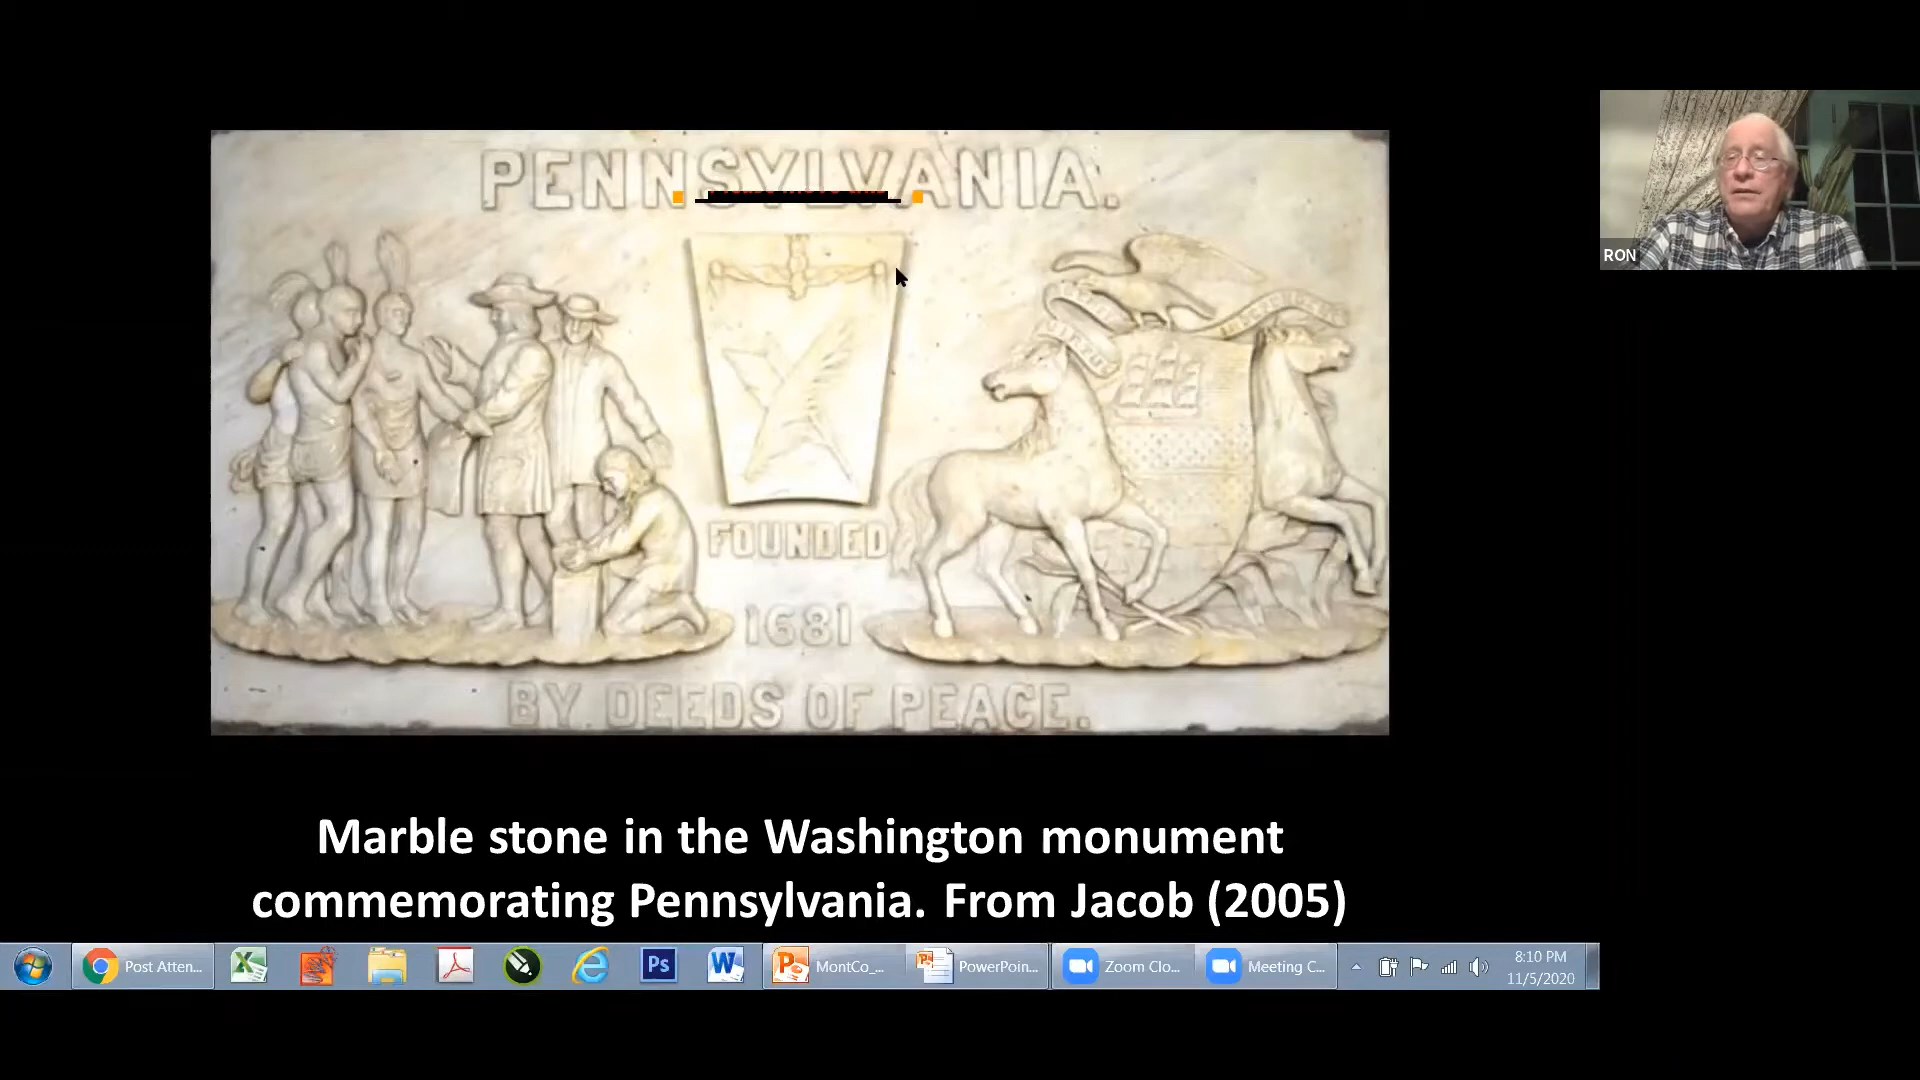 PENNSYLVANIA.
FOUNDED
1681
BY DEEDS OF PEACE.
RON
Marble stone in the Washington monument
commemorating Pennsylvania. From Jacob (2005)
Post Atten...
Ps
MontCo_...
PowerPoin...
Zoom Clo...
Meeting C...
8:10 PM
11/5/2020